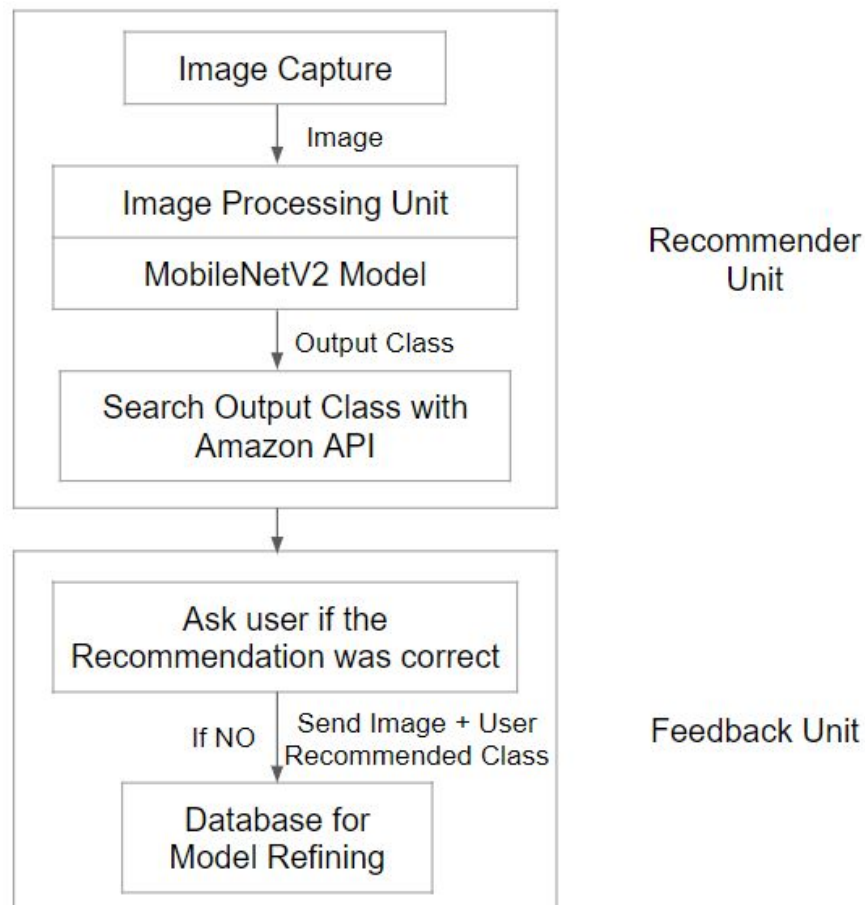 Image Capture
Image
Image Processing Unit
MobileNetV2 Model
Output Class
Search Output Class with
Amazon API
Recommender
Unit
Ask user if the
Recommendation was correct
If NO
Send Image + User
Recommended Class
Database for
Model Refining
Feedback Unit